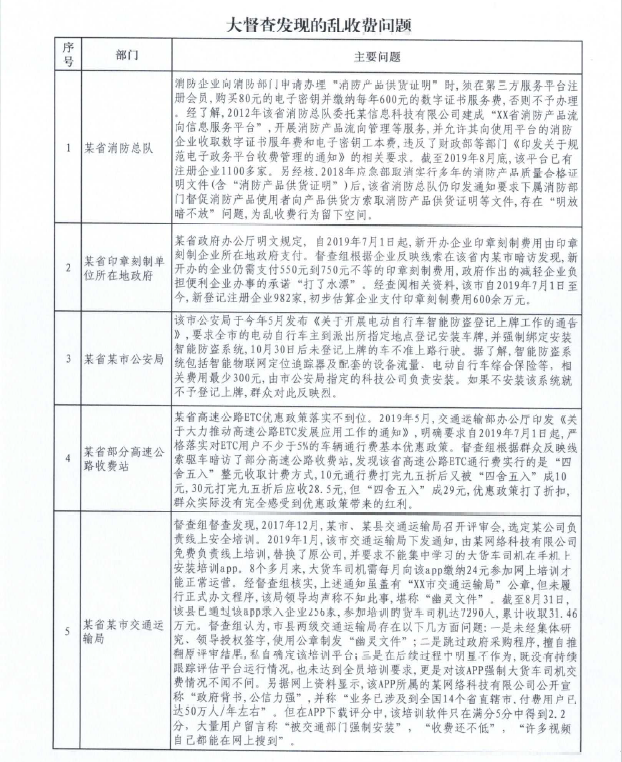 大督查发现的乱收费问题
序号
部门
主要问题
1
某省消防总队
消防企业向消防部门申请办理“消防产品供货证明”时，须在第三方服务平台注
册会员，购买80元的电子密钥并缴纳每年600元的数字证书服务费，否则不予办理
。经了解，2012年该省消防总队委托某信息科技有限公司建成“XX省消防产品流
向信息服务平台”，开展消防产品流向管理等服务，并允许其向使用平台的消防
企业收取数字证书服年费和电子密钥工本费，违反了财政部等部门《印发关于规
范电子政务平台收费管理的通知》的相关要求。截至2019年8月底，该平台已有
注册企业1100多家。另经核，2018年应急部取消实行多年的消防产品质量合格证
明文件（含“消防产品供货证明”）后，该省消防总队仍印发通知要求下属消防部
门督促消防产品使用者向产品供货方索取消防产品供货证明等文件，存在“明放
暗不放”问题，为乱收费行为留下空间。
2
某省印章刻制单
位所在地政府
某省政府办公厅明文规定，自2019年7月1日起，新开办企业印章刻制费用由印章
刻制企业所在地政府支付。督查组根据企业反映线索在该省内某市暗访发现，新
开办的企业仍需支付550元到750元不等的印章刻制费用，政府作出的减轻企业负
担便利企业办事的承诺“打了水漂”。经查阅相关资料，该市自2019年7月1日至
今，新登记注册企业982家，初步估算企业支付印章刻制费用600余万元。
3
某省某市公安局
该市公安局于今年5月发布《关于开展电动自行车智能防盗登记上牌工作的通告
》，要求全市的电动自行车主到派出所指定地点登记安装车牌，并强制绑定安装
智能防盗系统，10月30日后未登记上牌的车不准上路行驶。据了解，智能防盗系
统包括智能物联网定位追踪器及配套的设备流量、电动自行车综合保险等，相
关费用最少300元，由市公安局指定的科技公司负责安装。如果不安装该系统就
不予登记上牌，群众对此反映烈。
4
某省部分高速公
路收费站
某省高速公路ETC优惠政策落实不到位。2019年5月，交通运输部办公厅印发《关
于大力推动高速公路ETC发展应用工作的通知》，明确要求自2019年7月1日起，严
格落实对ETC用户不少于5%的车辆通行费基本优惠政策。督查组根据群众反映线
索驱车暗访了部分高速公路收费站，发现该省高速公路ETC通行费实行的是“四
舍五入”整元收取计费方式，10元通行费打完九五折后又被“四舍五入”成10
元，30元打完九五折后应收28.5元，但“四舍五入”成29元，优惠政策打了折扣，
群众实际没有完全感受到优惠政策带来的红利。
5
某省某市交通运
输局
督查组督查发现，2017年12月，某市、某县交通运输局召开评审会，选定某公司负
责线上安全培训。2019年1月，该市交通运输局下发通知，由某网络科技有限公司
免费负责线上培训，替换了原公司，并要求不能集中学习的大货车司机在手机上
安装培训app。8个多月来，大货车司机需每月向该app缴纳24元参加网上培训才
能正常运营。经督查组核实，上述通知虽盖有“XX市交通运输局”公章，但未履
行正式办文程序，该局领导均声称不知此事，堪称“幽灵文件”。截至8月31日，
该县已通过该app录入企业256家，参加培训的货车司机达7290人，累计收取31.46
万元。督查组认为，市县两级交通运输局存在以下几方面问题：一是未经集体研
究、领导授权签字，使用公章制发“幽灵文件”；二是跳过政府采购程序，擅自推
翻原评审结果，私自确定该培训平台；三是在后续过程中明显不作为，既没有持续
跟踪评估平台运行情况，也未达到全员培训要求，更是对该APP强制大货车司机交
费情况不闻不问。另据网上资料显示，该APP所属的某网络科技有限公司公开宣
称“政府背书，公信力强”，并称“业务已涉及到全国14个省直辖市，付费用户已
达50万人/年左右”。但在APP下载评分中，该培训软件只在满分5分中得到2.2
分，大量用户留言称“被交通部门强制安装”，“收费还不低”，“许多视频
自己都能在网上搜到”。